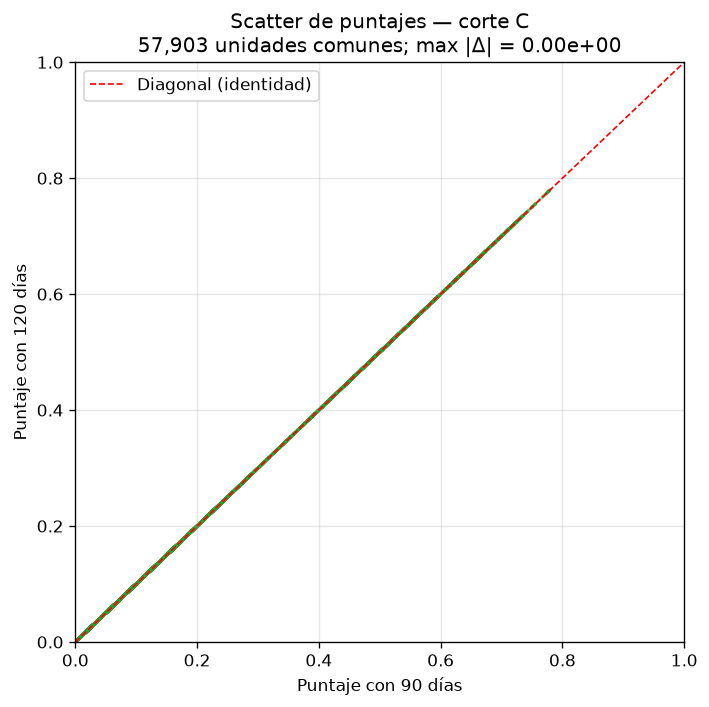 Scatter de puntajes — corte C
57,903 unidades comunes; max |Δ| = 0.00e+00
Diagonal (identidad)
1.0
0.8
0.6
0.4
0.2
0.0
Puntaje con 120 días
0.0 0.2 0.4 0.6 0.8 1.0
Puntaje con 90 días